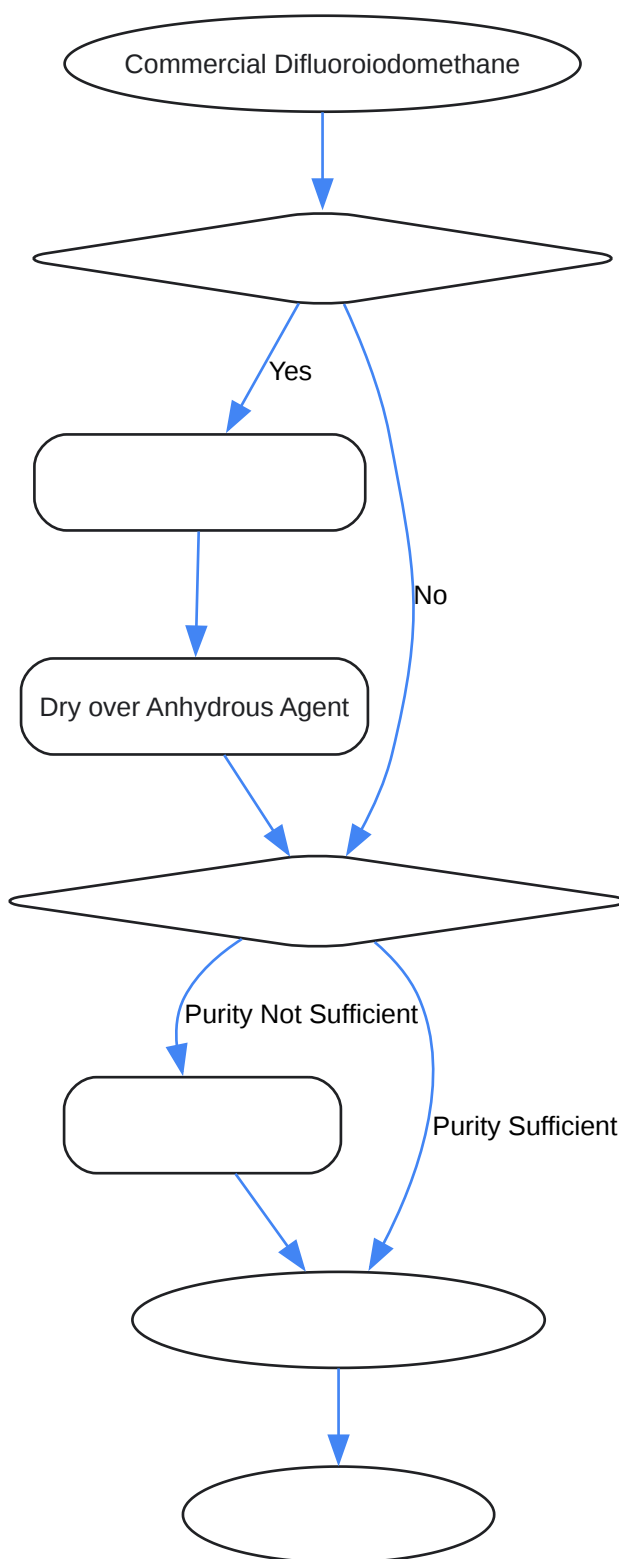 Commercial Difluoroiodomethane
Yes
No
Dry over Anhydrous Agent
Purity Not Sufficient
Purity Sufficient